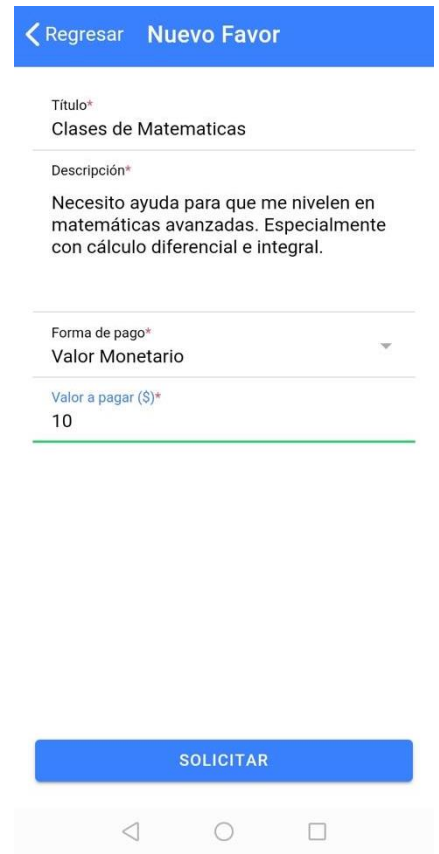 Regresar Nuevo Favor
Título*
Clases de Matematicas
Descripción*
Necesito ayuda para que me nivelen en
matemáticas avanzadas. Especialmente
con cálculo diferencial e integral.
Forma de pago*
Valor Monetario
Valor a pagar ($)*
10
SOLICITAR